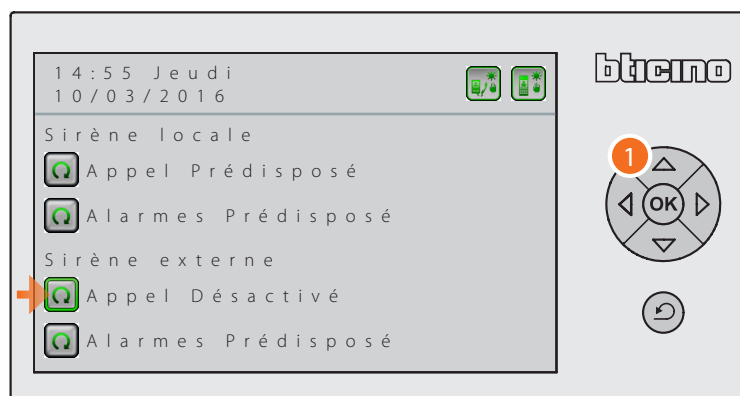 14:55 Jeudi
10/03/2016
bticino
Sirène locale
Appel Prédisposé
Alarmes Prédisposé
Sirène externe
Appel Désactivé
Alarmes Prédisposé
1
OK